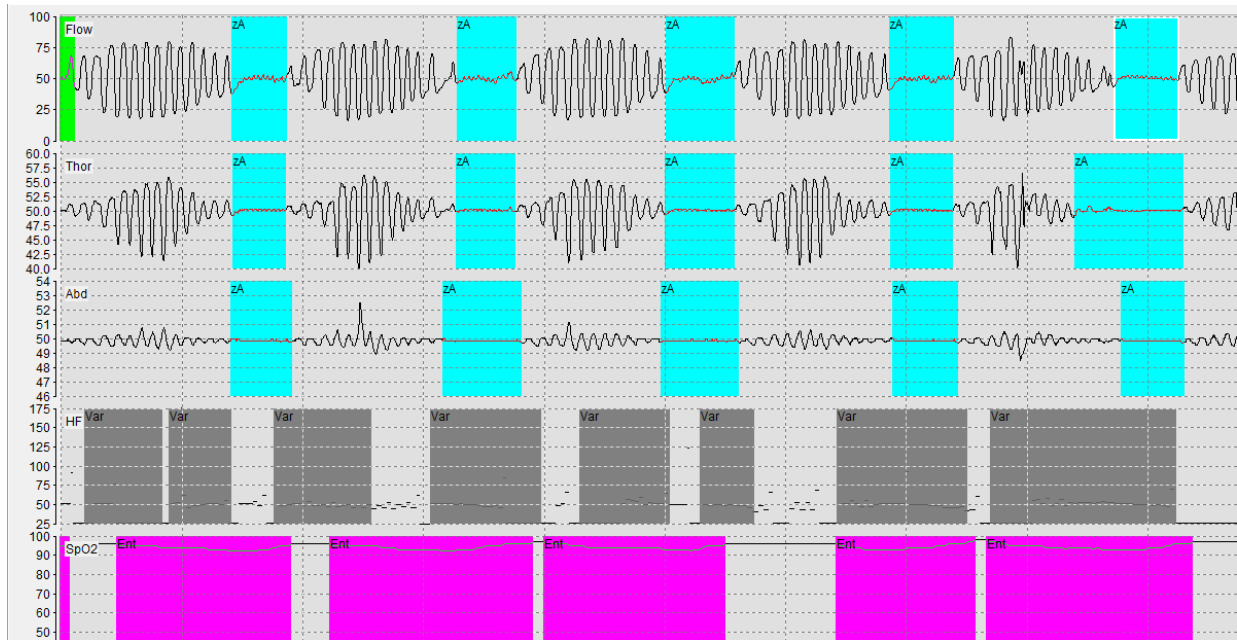 100
Flow
zA
zA
zA
zA
zA
75
50
25
0
60.0
Thor
zA
zA
zA
zA
zA
57.5
55.0
52.5
50.0
47.5
45.0
42.5
40.0
54
Abd
zA
zA
zA
zA
zA
53
52
51
50
49
48
47
46
175
HF
Var
Var
Var
Var
Var
Var
Var
Var
150
125
100
75
50
25
100
SpO2
Ent
Ent
Ent
Ent
Ent
90
80
70
60
50